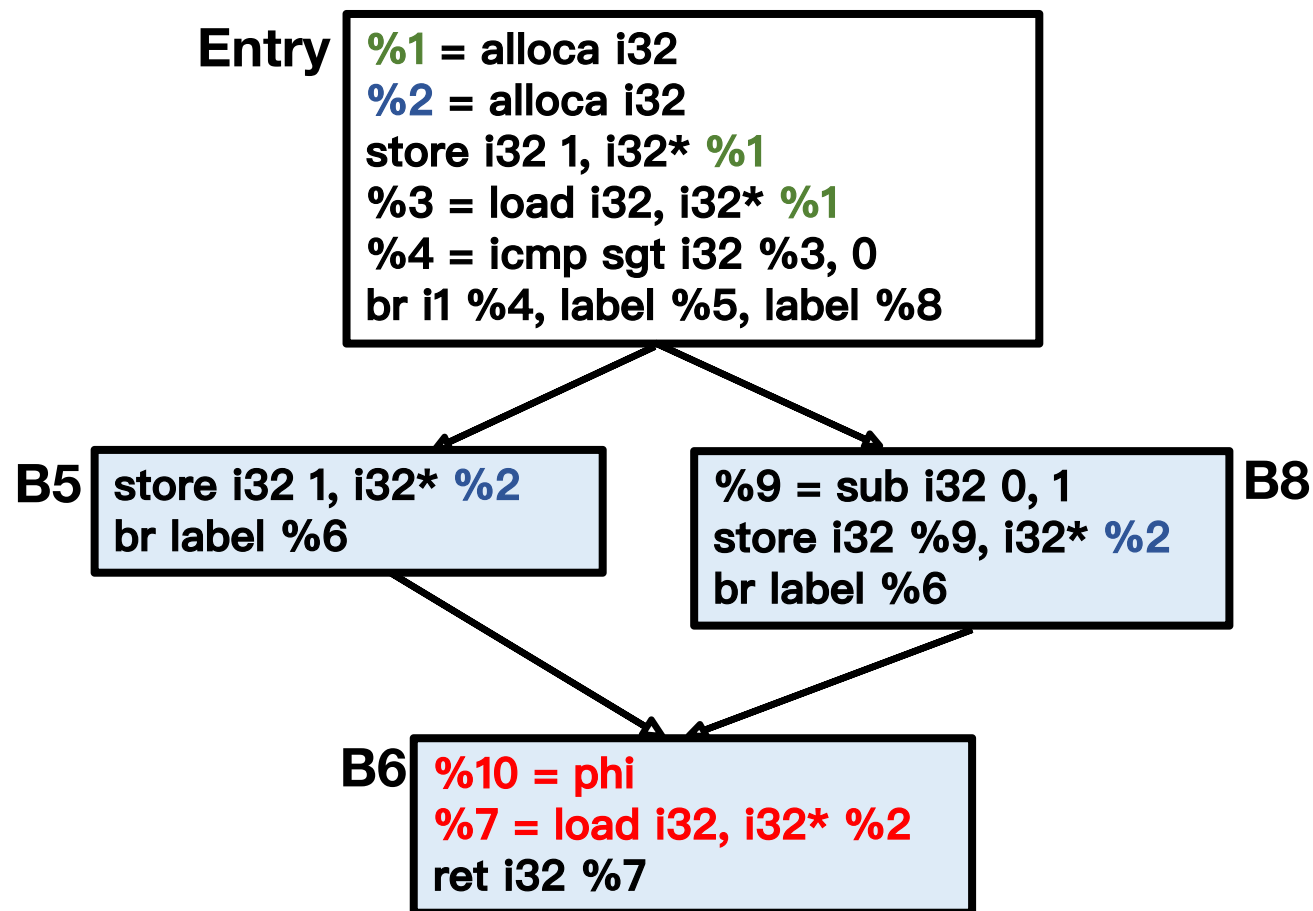 Entry
%1 = alloca i32
%2 = alloca i32
store i32 1, i32* %1
%3 = load i32, i32* %1
%4 = icmp sgt i32 %3, 0
br i1 %4, label %5, label %8
B5
store i32 1, i32* %2
br label %6
%9 = sub i32 0, 1
store i32 %9, i32* %2
br label %6
B8
B6
%10 = phi
%7 = load i32, i32* %2
ret i32 %7